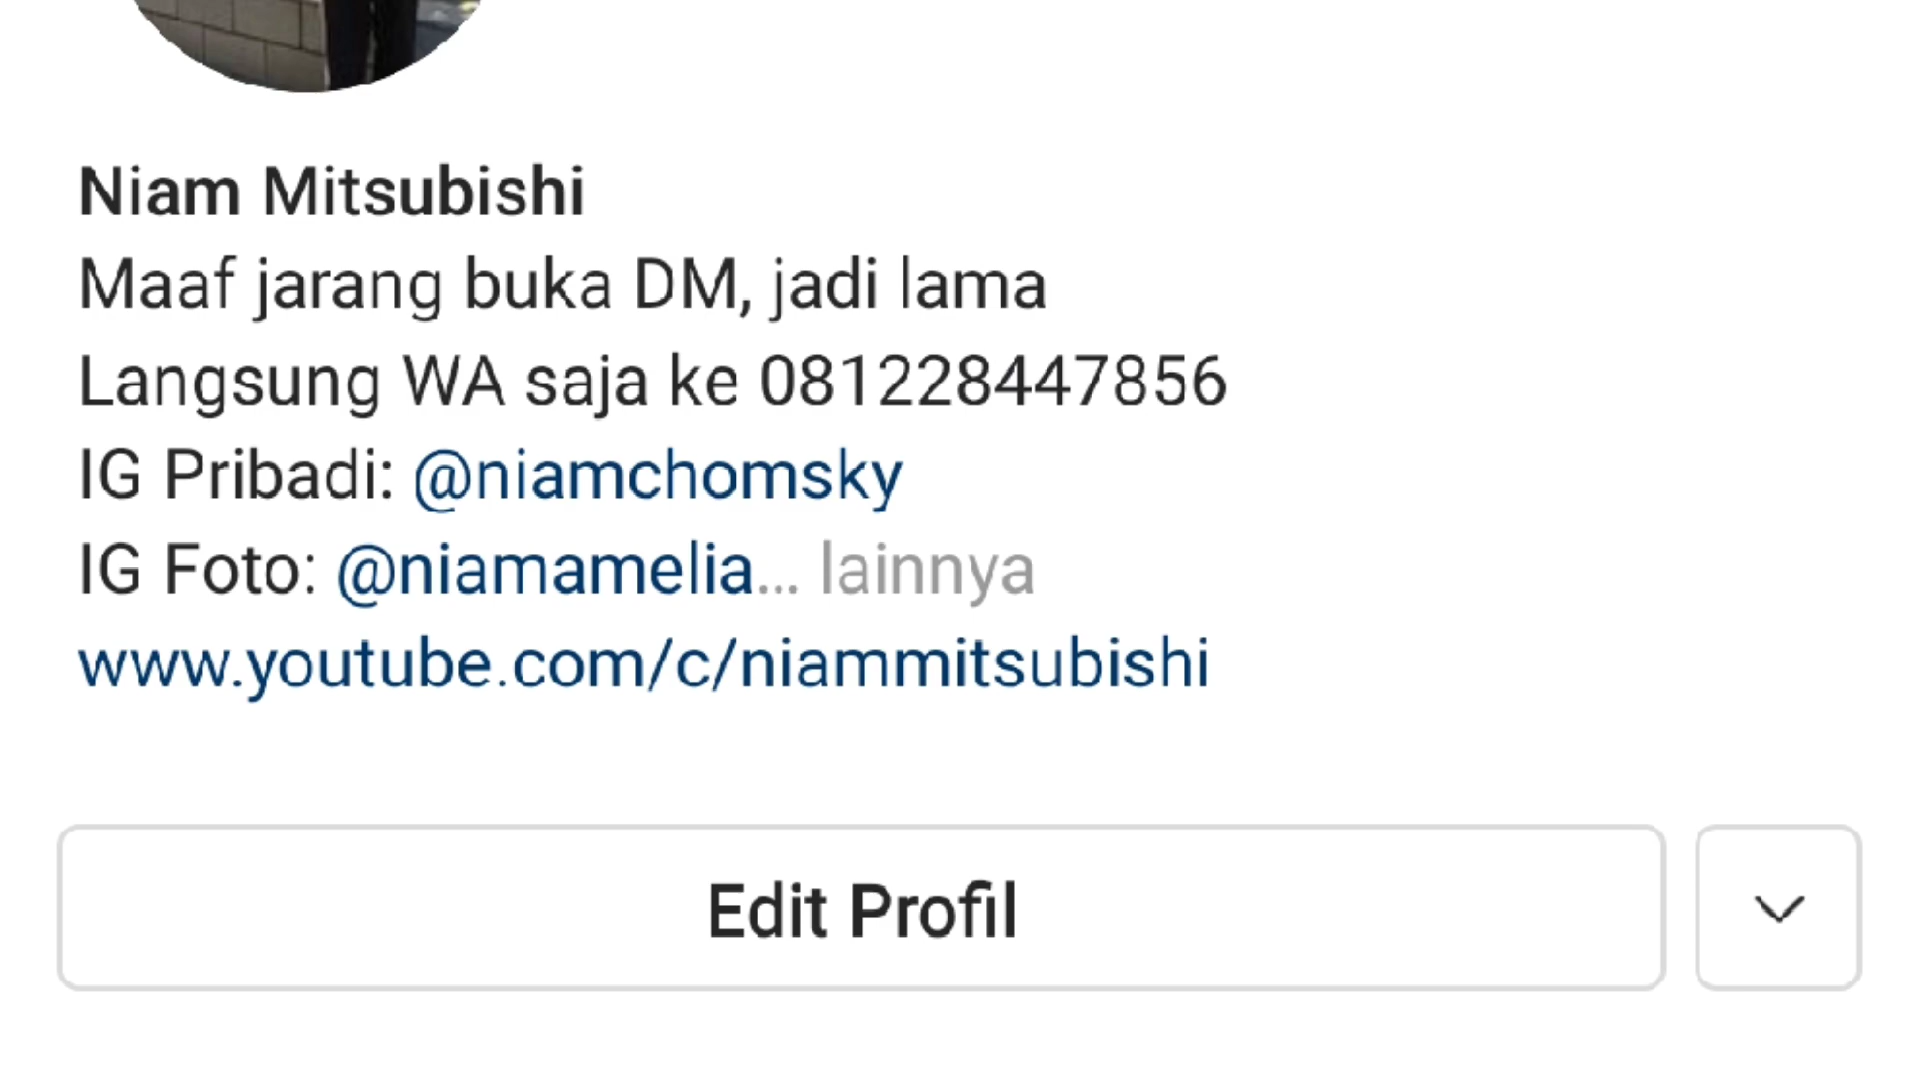 Niam Mitsubishi
Maaf jarang buka DM, jadi lama
Langsung WA saja ke 081228447856
IG Pribadi: @niamchomsky
IG Foto: @niamamelia... lainnya
www.youtube.com/c/niammitsubishi
Edit Profil